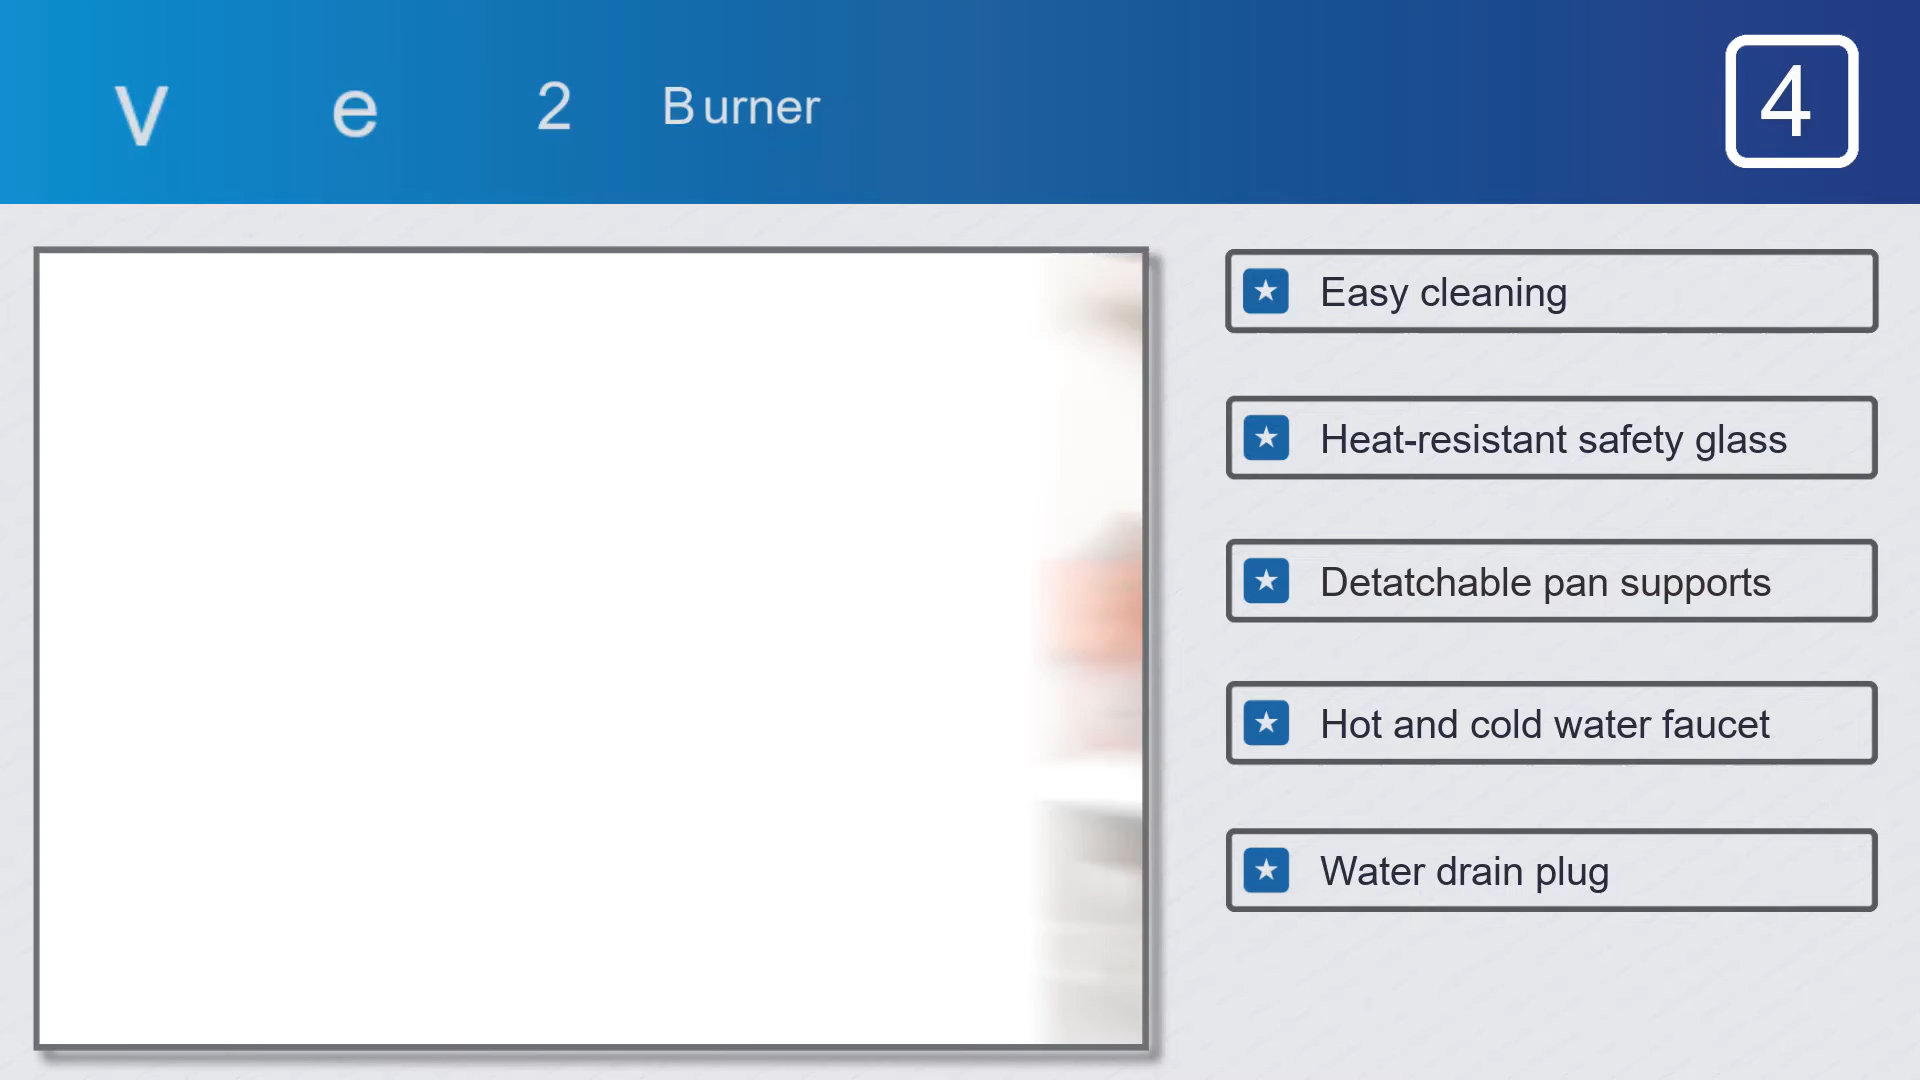 v e 2 Burner
4
Easy cleaning
Heat-resistant safety glass
Detatchable pan supports
Hot and cold water faucet
Water drain plug